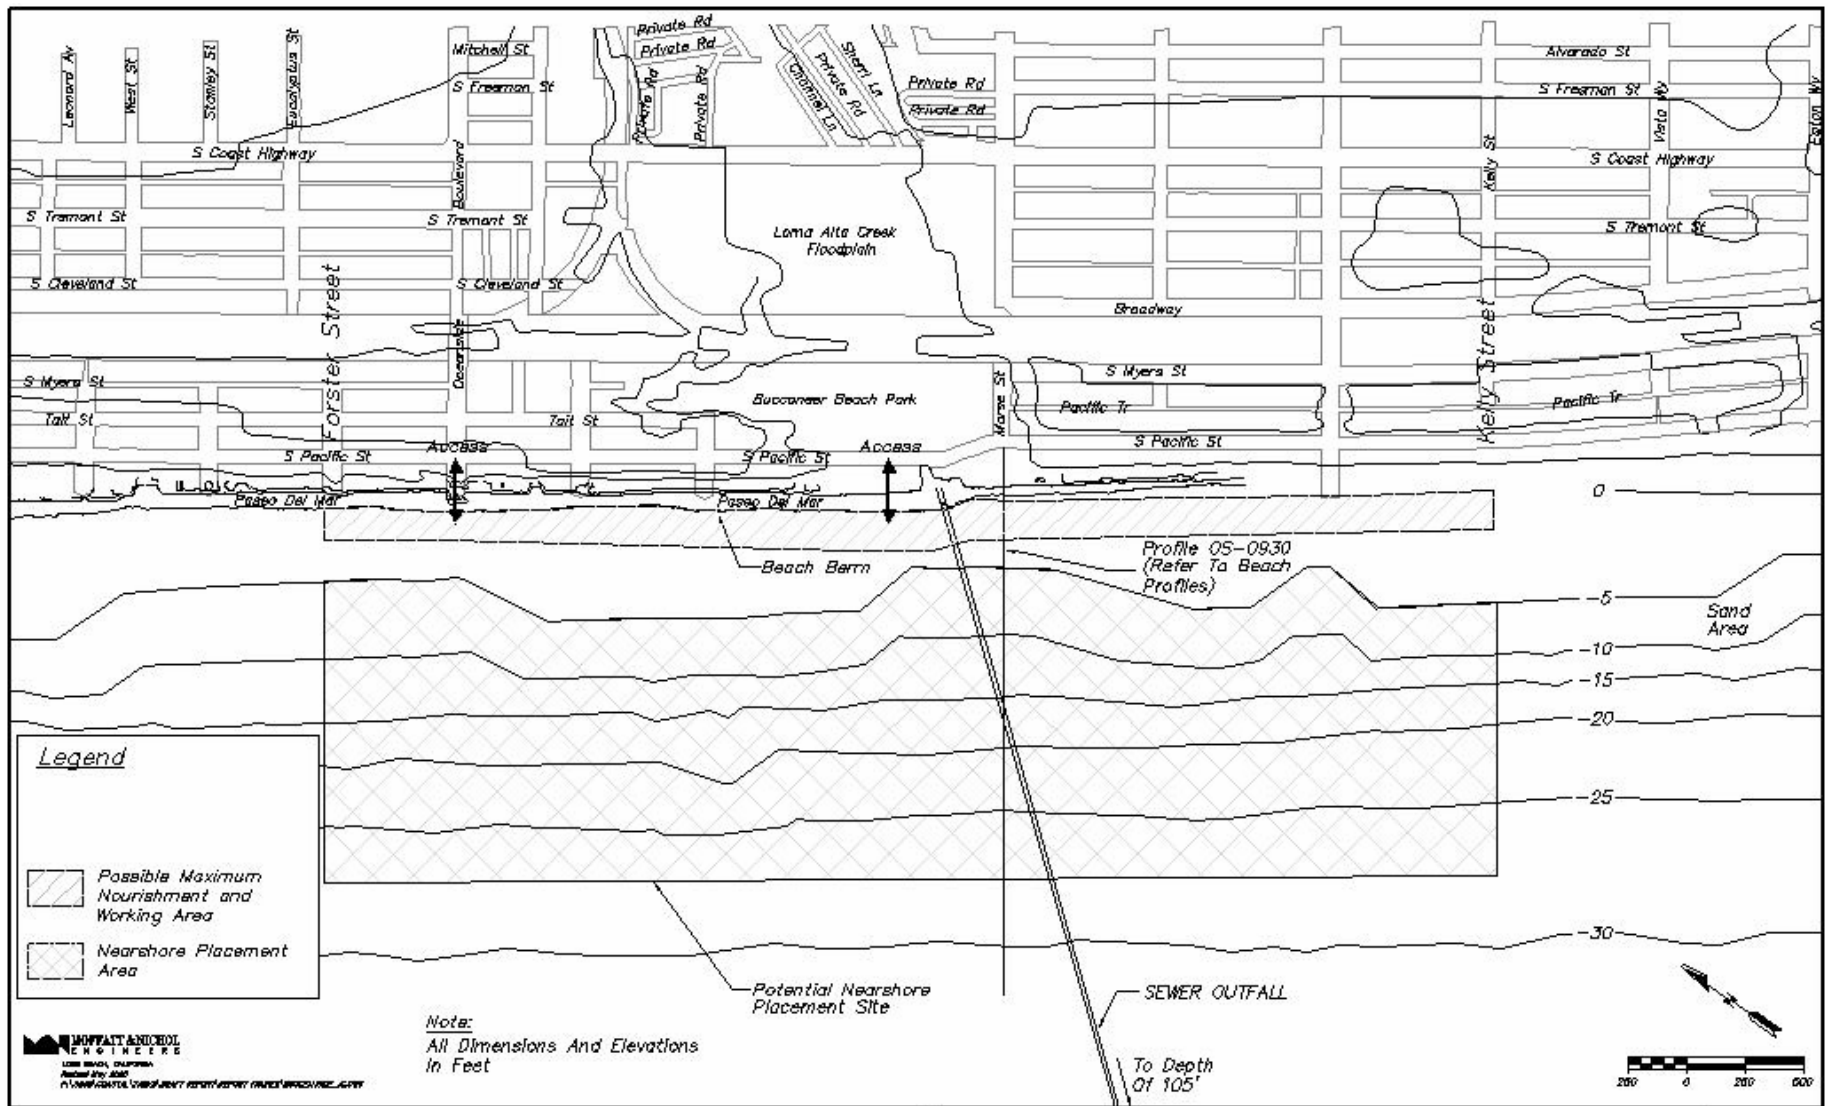 Private Rd
Private Rd
Mitchell St
S Freeman St
Private Rd
Private Rd
Sherri Ln
Private Rd
Channel Ln
Private Rd
Private Rd
Alvarado St
S Freeman St
Leonard Av
West St
Stanley St
Eucalyptus St
Vista Wy
Eaton Wy
S Coast Highway
S Coast Highway
Kelly St
Boulevard
S Tremont St
S Tremont St
S Tremont St
Loma Alta Creek
Floodplain
S Cleveland St
S Cleveland St
Broadway
Forster Street
Oceanside
Kelly Street
S Myers St
S Myers St
Buccaneer Beach Park
Morse St
Pacific Tr
Pacific Tr
Tait St
Tait St
Access
Access
S Pacific St
S Pacific St
S Pacific St
Paseo Del Mar
Paseo Del Mar
0
Beach Berm
Profile OS-0930
(Refer To Beach
Profiles)
-5
Sand
Area
-10
-15
-20
-25
-30
Legend
Possible Maximum
Nourishment and
Working Area
Nearshore Placement
Area
Potential Nearshore
Placement Site
SEWER OUTFALL
Note:
All Dimensions And Elevations
In Feet
To Depth
Of 105'
MOFFATT & NICHOL
ENGINEERS
LONG BEACH, CALIFORNIA
250 0 250 500